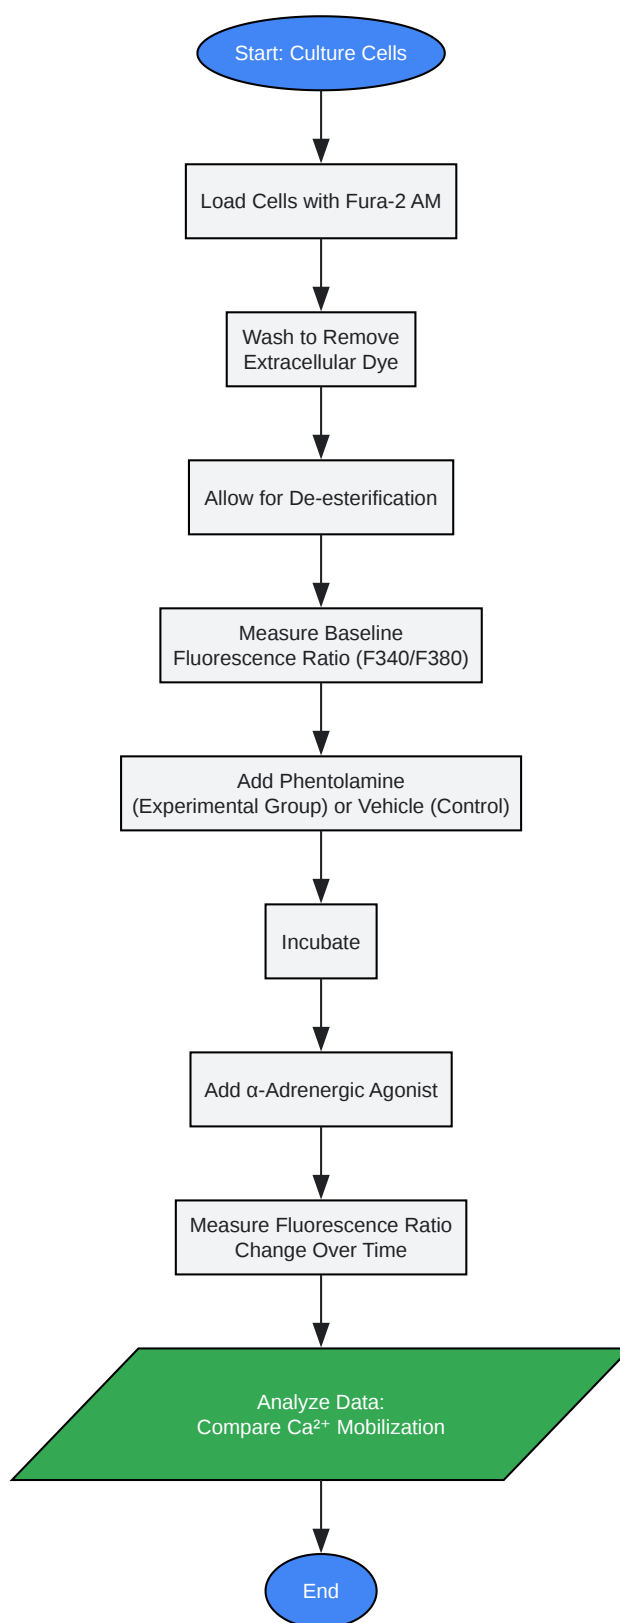 Start: Culture Cells
Load Cells with Fura-2 AM
Wash to Remove
Extracellular Dye
Allow for De-esterification
Measure Baseline
Fluorescence Ratio (F340/F380)
Add Phentolamine
(Experimental Group) or Vehicle (Control)
Incubate
Add α-Adrenergic Agonist
Measure Fluorescence Ratio
Change Over Time
Analyze Data:
Compare Ca²⁺ Mobilization
End